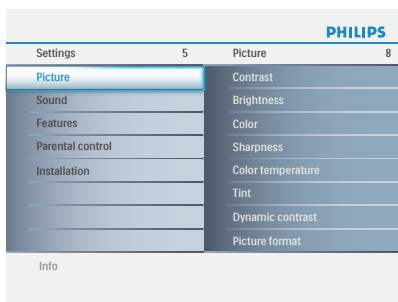 PHILIPS
Settings 5 Picture 8
Picture Contrast
Sound Brightness
Features Color
Parental control Sharpness
Installation Color temperature
Tint
Dynamic contrast
Picture format
Info